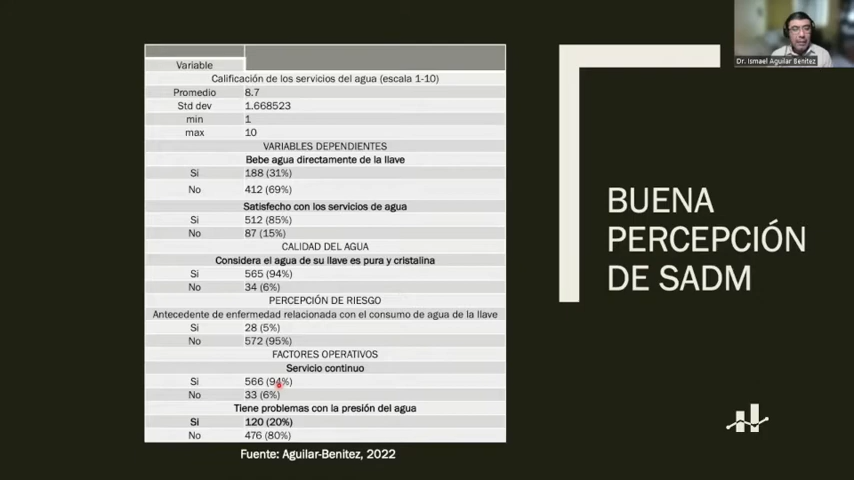 Variable
Calificación de los servicios del agua (escala 1-10)
Promedio 8.7
Std dev 1.668523
min 1
max 10
VARIABLES DEPENDIENTES
Bebe agua directamente de la llave
Si 188 (31%)
No 412 (69%)
Satisfecho con los servicios de agua
Si 512 (85%)
No 87 (15%)
CALIDAD DEL AGUA
Considera el agua de su llave es pura y cristalina
Si 565 (94%)
No 34 (6%)
PERCEPCIÓN DE RIESGO
Antecedente de enfermedad relacionada con el consumo de agua de la llave
Si 28 (5%)
No 572 (95%)
FACTORES OPERATIVOS
Servicio continuo
Si 566 (94%)
No 33 (6%)
Tiene problemas con la presión del agua
Si 120 (20%)
No 476 (80%)
Fuente: Aguilar-Benitez, 2022
BUENA
PERCEPCIÓN
DE SADM
Dr. Ismael Aguilar Benitez